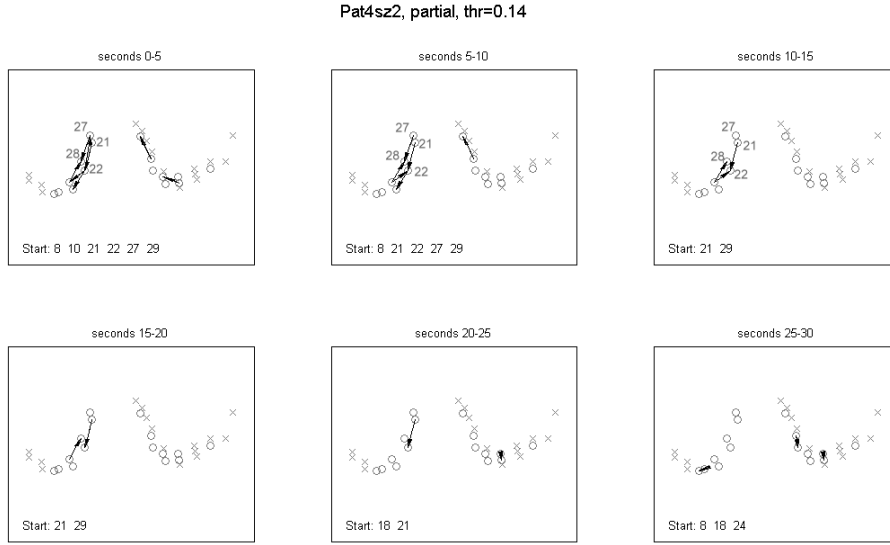 Pat4sz2, partial, thr=0.14
seconds 0-5
27
21
28
22
Start: 8 10 21 22 27 29
seconds 5-10
27
21
28
22
Start: 8 21 22 27 29
seconds 10-15
27
21
28
22
Start: 21 29
seconds 15-20
Start: 21 29
seconds 20-25
Start: 18 21
seconds 25-30
Start: 8 18 24